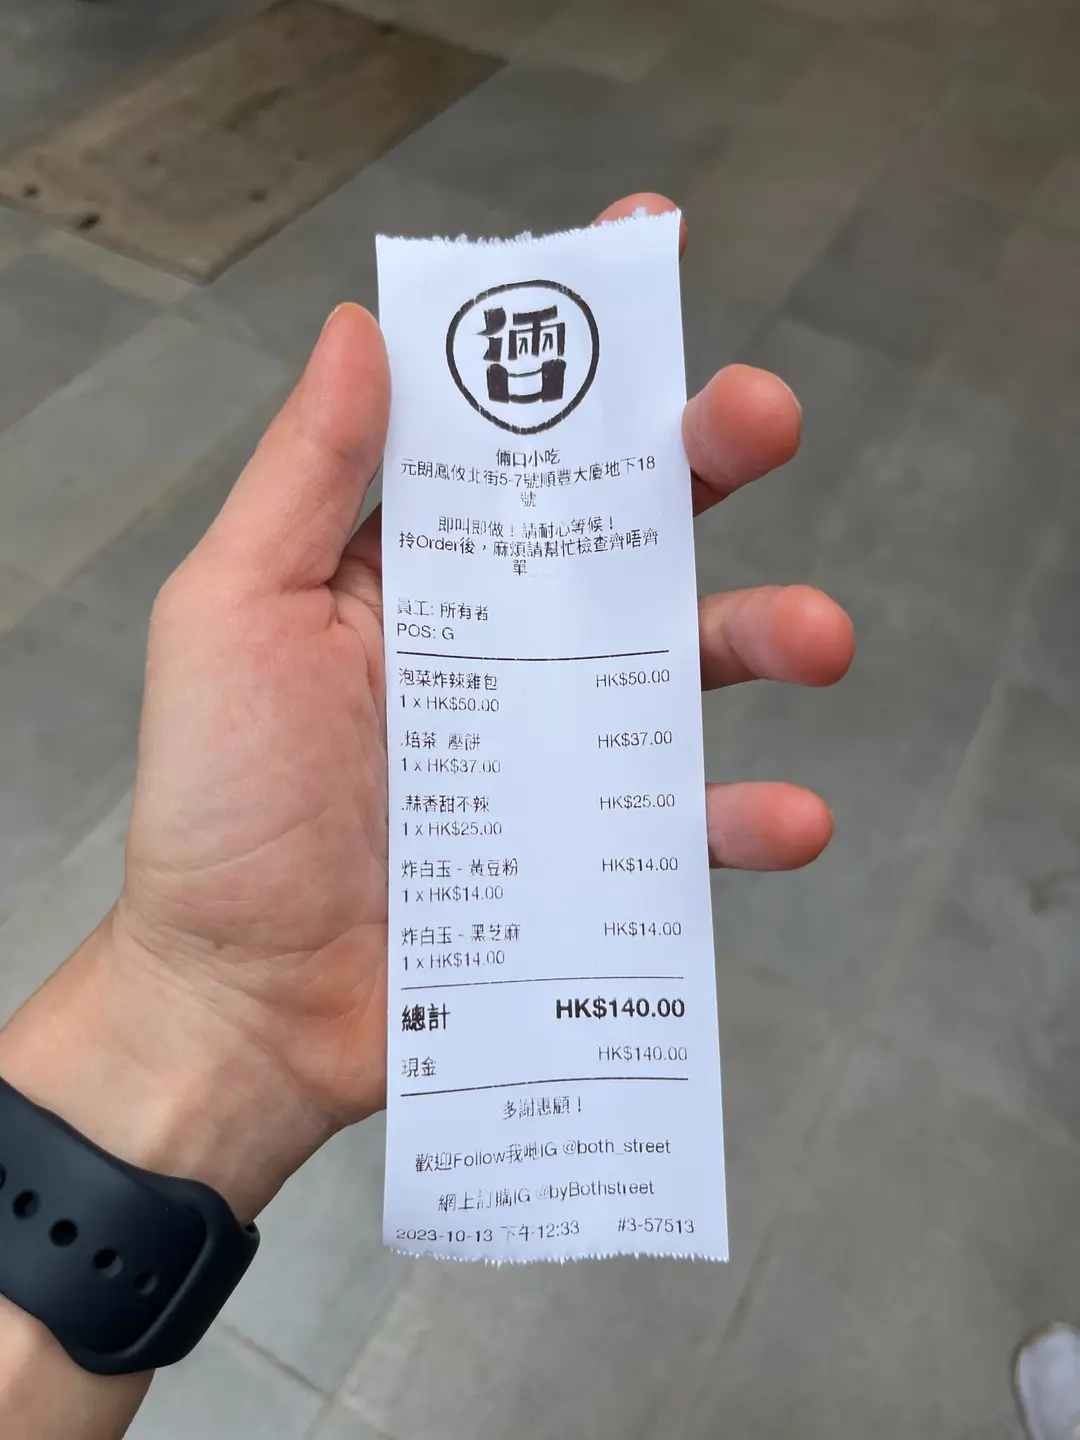 倆口
倆口小吃
元朗鳳攸北街5-7號順豐大廈地下18
號
即叫即做！請耐心等候！
拎Order後，麻煩請幫忙檢查齊唔齊
單
員工: 所有者
POS: G
泡菜炸辣雞包 HK$50.00
1 x HK$50.00
.焙茶 壓餅 HK$37.00
1 x HK$37.00
.蒜香甜不辣 HK$25.00
1 x HK$25.00
炸白玉 - 黃豆粉 HK$14.00
1 x HK$14.00
炸白玉 - 黑芝麻 HK$14.00
1 x HK$14.00
總計 HK$140.00
現金 HK$140.00
多謝惠顧！
歡迎Follow我哋IG @both_street
網上訂購IG @byBothstreet
2023-10-13 下午12:33 #3-57513